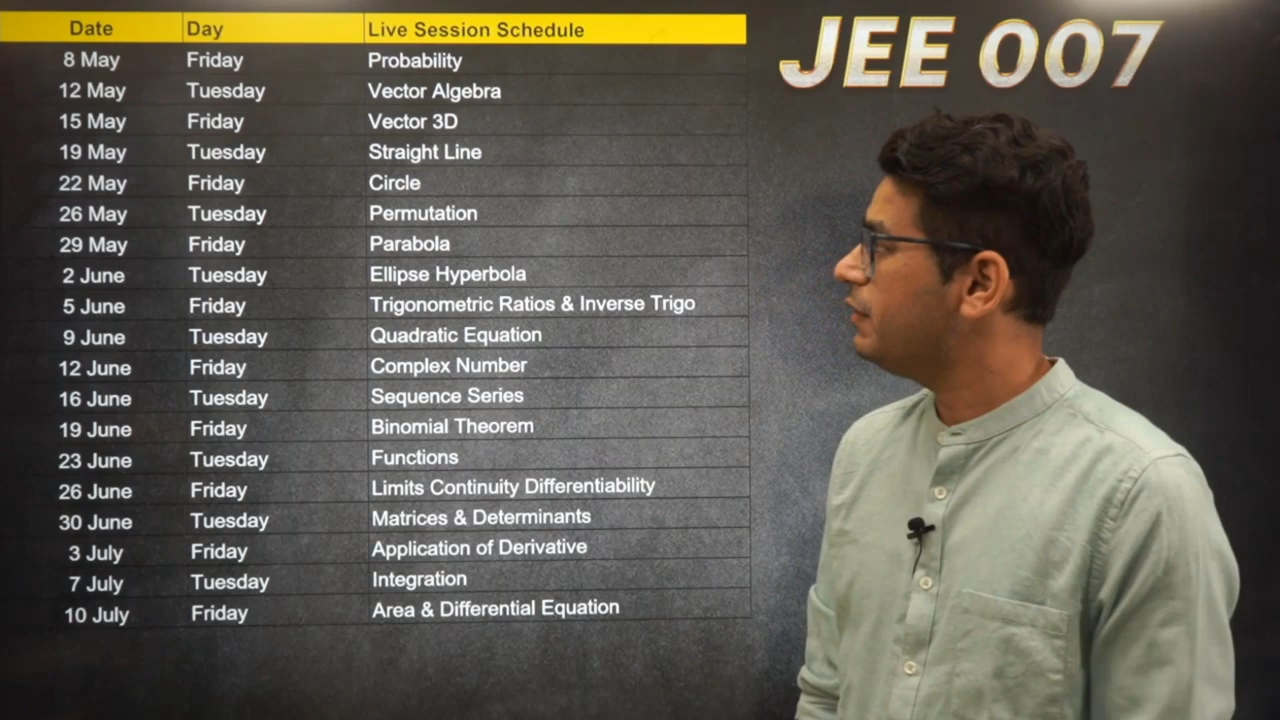 JEE 007
Date Day Live Session Schedule
8 May Friday Probability
12 May Tuesday Vector Algebra
15 May Friday Vector 3D
19 May Tuesday Straight Line
22 May Friday Circle
26 May Tuesday Permutation
29 May Friday Parabola
2 June Tuesday Ellipse Hyperbola
5 June Friday Trigonometric Ratios & Inverse Trigo
9 June Tuesday Quadratic Equation
12 June Friday Complex Number
16 June Tuesday Sequence Series
19 June Friday Binomial Theorem
23 June Tuesday Functions
26 June Friday Limits Continuity Differentiability
30 June Tuesday Matrices & Determinants
3 July Friday Application of Derivative
7 July Tuesday Integration
10 July Friday Area & Differential Equation